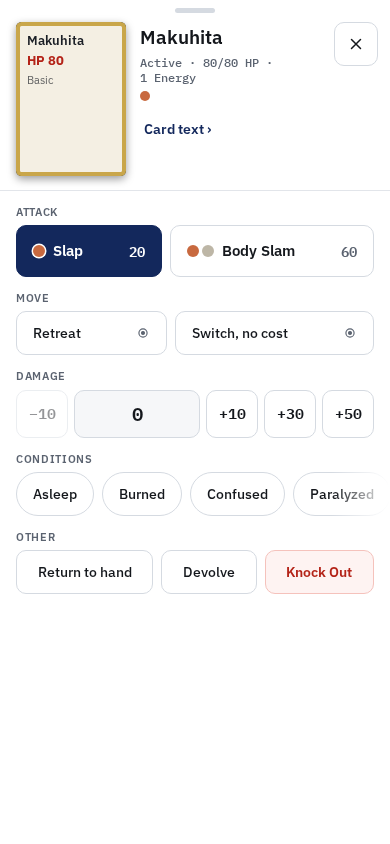 Makuhita
HP 80
Basic
Makuhita
Active · 80/80 HP ·
1 Energy
Card text ›
ATTACK
Slap 20
Body Slam 60
MOVE
Retreat
Switch, no cost
DAMAGE
−10 0 +10 +30 +50
CONDITIONS
Asleep Burned Confused Paralyzed
OTHER
Return to hand Devolve Knock Out